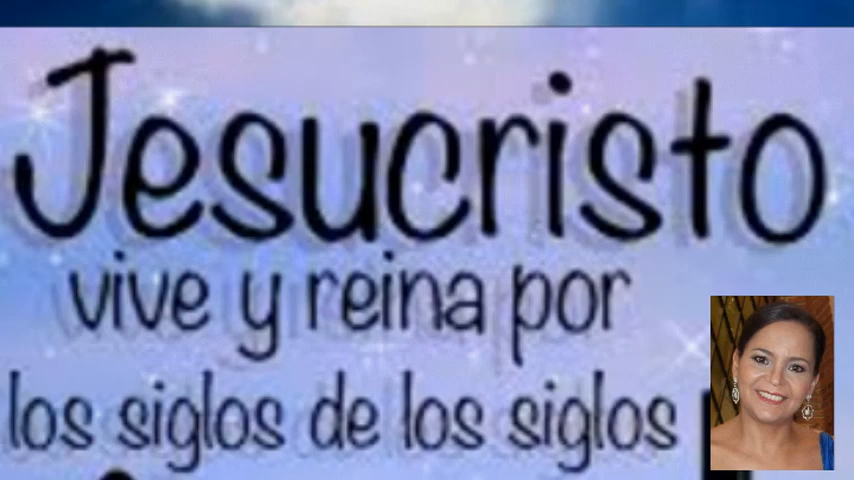 Jesucristo
vive y reina por
los siglos de los siglos